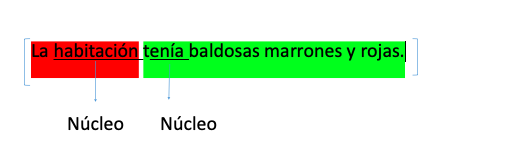 La habitación tenía baldosas marrones y rojas.
Núcleo Núcleo